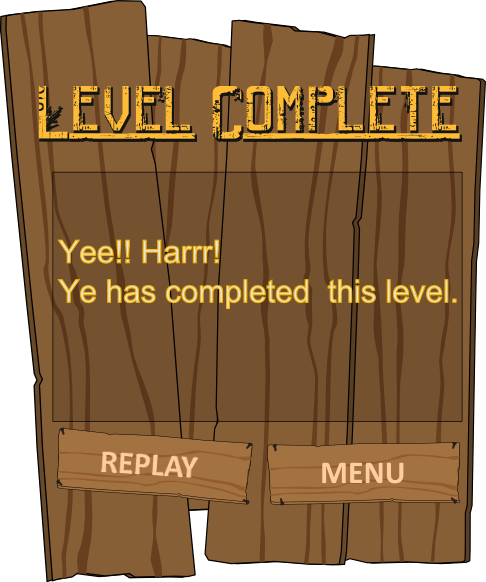 Level Complete
Yee!! Harrr!
Ye has completed  this level.
REPLAY
MENU